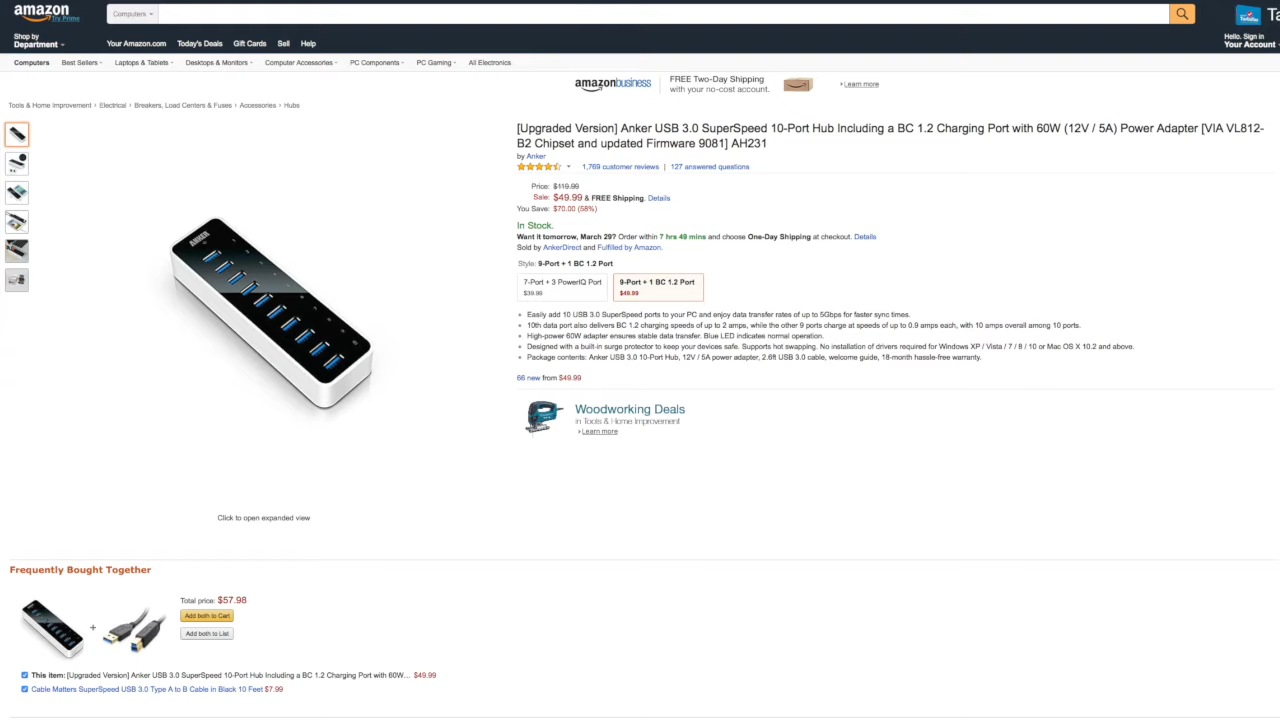 amazon
Try Prime
Computers
Ta
Shop by
Department
Your Amazon.com Today's Deals Gift Cards Sell Help
Hello. Sign in
Your Account
Computers Best Sellers Laptops & Tablets Desktops & Monitors Computer Accessories PC Components PC Gaming All Electronics
amazonbusiness
FREE Two-Day Shipping
with your no-cost account.
Learn more
Tools & Home Improvement › Electrical › Breakers, Load Centers & Fuses › Accessories › Hubs
[Upgraded Version] Anker USB 3.0 SuperSpeed 10-Port Hub Including a BC 1.2 Charging Port with 60W (12V / 5A) Power Adapter [VIA VL812-
B2 Chipset and updated Firmware 9081] AH231
by Anker
1,769 customer reviews | 127 answered questions
Price: $119.99
Sale: $49.99 & FREE Shipping. Details
You Save: $70.00 (58%)
In Stock.
Want it tomorrow, March 29? Order within 7 hrs 49 mins and choose One-Day Shipping at checkout. Details
Sold by AnkerDirect and Fulfilled by Amazon.
Style: 9-Port + 1 BC 1.2 Port
7-Port + 3 PowerIQ Port
$39.99
9-Port + 1 BC 1.2 Port
$49.99
Easily add 10 USB 3.0 SuperSpeed ports to your PC and enjoy data transfer rates of up to 5Gbps for faster sync times.
10th data port also delivers BC 1.2 charging speeds of up to 2 amps, while the other 9 ports charge at speeds of up to 0.9 amps each, with 10 amps overall among 10 ports.
High-power 60W adapter ensures stable data transfer. Blue LED indicates normal operation.
Designed with a built-in surge protector to keep your devices safe. Supports hot swapping. No installation of drivers required for Windows XP / Vista / 7 / 8 / 10 or Mac OS X 10.2 and above.
Package contents: Anker USB 3.0 10-Port Hub, 12V / 5A power adapter, 2.6ft USB 3.0 cable, welcome guide, 18-month hassle-free warranty.
66 new from $49.99
ANKER
Woodworking Deals
in Tools & Home Improvement
Learn more
Click to open expanded view
Frequently Bought Together
Total price: $57.98
Add both to Cart
Add both to List
This item: [Upgraded Version] Anker USB 3.0 SuperSpeed 10-Port Hub Including a BC 1.2 Charging Port with 60W... $49.99
Cable Matters SuperSpeed USB 3.0 Type A to B Cable in Black 10 Feet $7.99